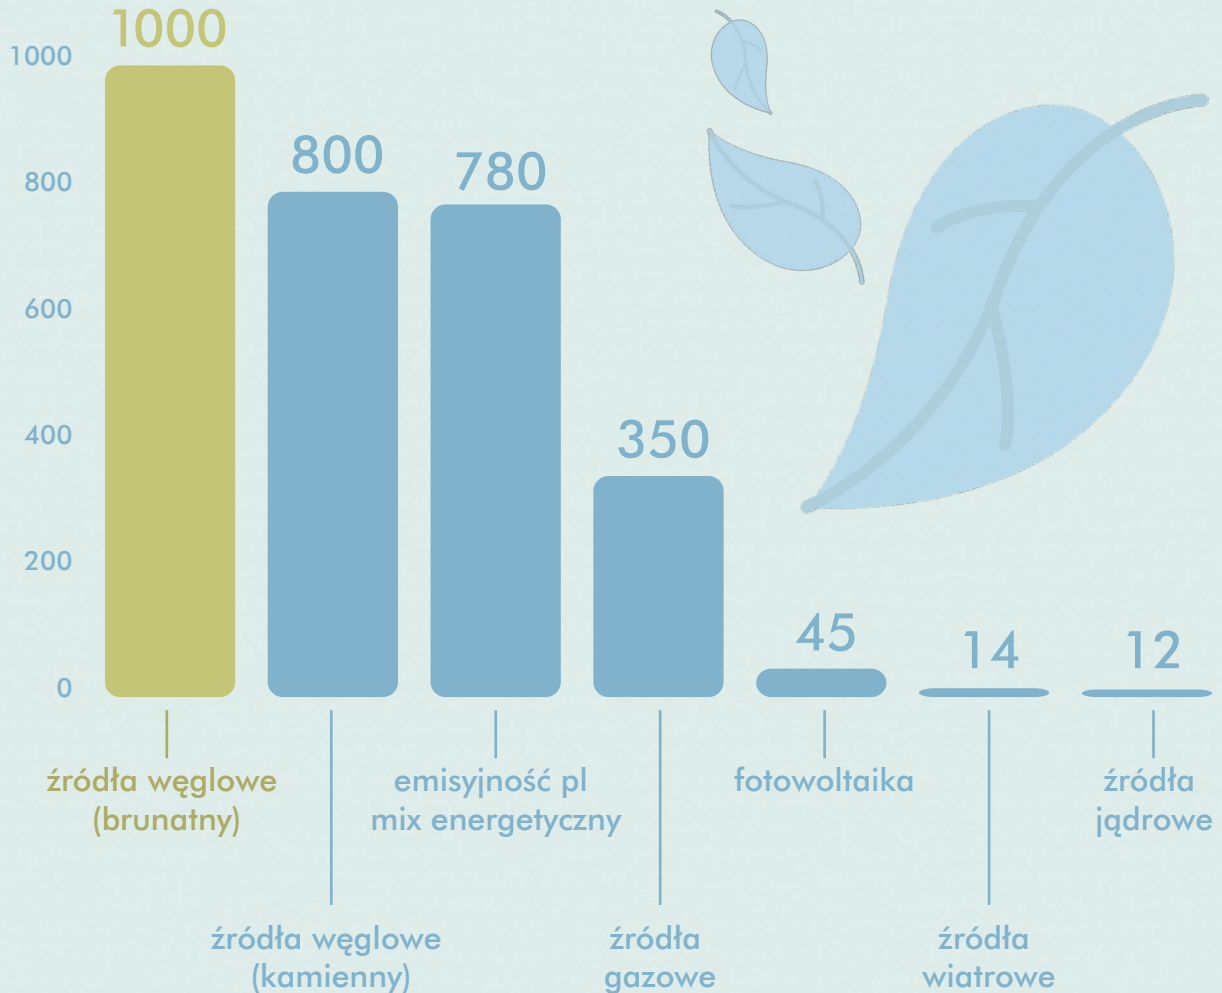 1000
1000
800
800
780
600
350
400
200
45
14
12
0
źródła węglowe
(brunatny)
emisyjność pl
mix energetyczny
fotowoltaika
źródła
jądrowe
źródła węglowe
(kamienny)
źródła
gazowe
źródła
wiatrowe